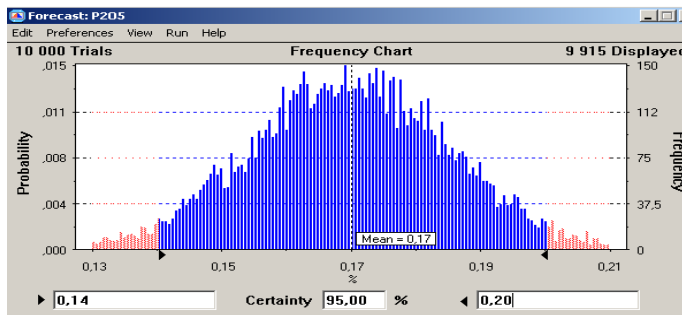 Forecast: P2O5
Edit Preferences View Run Help
10 000 Trials Frequency Chart 9 915 Displayed
,015 150
,011 112
,008 75
,004 37,5
,000 0
Probability
Frequency
Mean = 0,17
0,13 0,15 0,17 0,19 0,21
%
0,14 Certainty 95,00 % 0,20